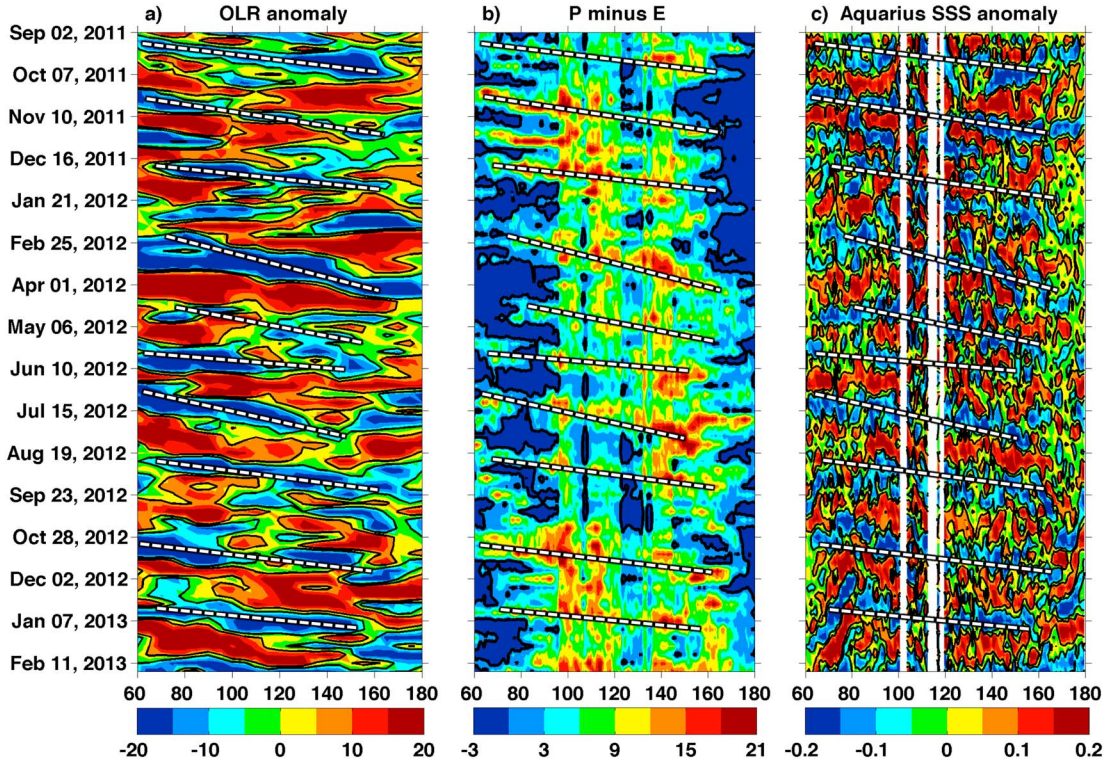 a) OLR anomaly
b) P minus E
c) Aquarius SSS anomaly
Sep 02, 2011
Oct 07, 2011
Nov 10, 2011
Dec 16, 2011
Jan 21, 2012
Feb 25, 2012
Apr 01, 2012
May 06, 2012
Jun 10, 2012
Jul 15, 2012
Aug 19, 2012
Sep 23, 2012
Oct 28, 2012
Dec 02, 2012
Jan 07, 2013
Feb 11, 2013
60 80 100 120 140 160 180
60 80 100 120 140 160 180
60 80 100 120 140 160 180
-20 -10 0 10 20
-3 3 9 15 21
-0.2 -0.1 0 0.1 0.2